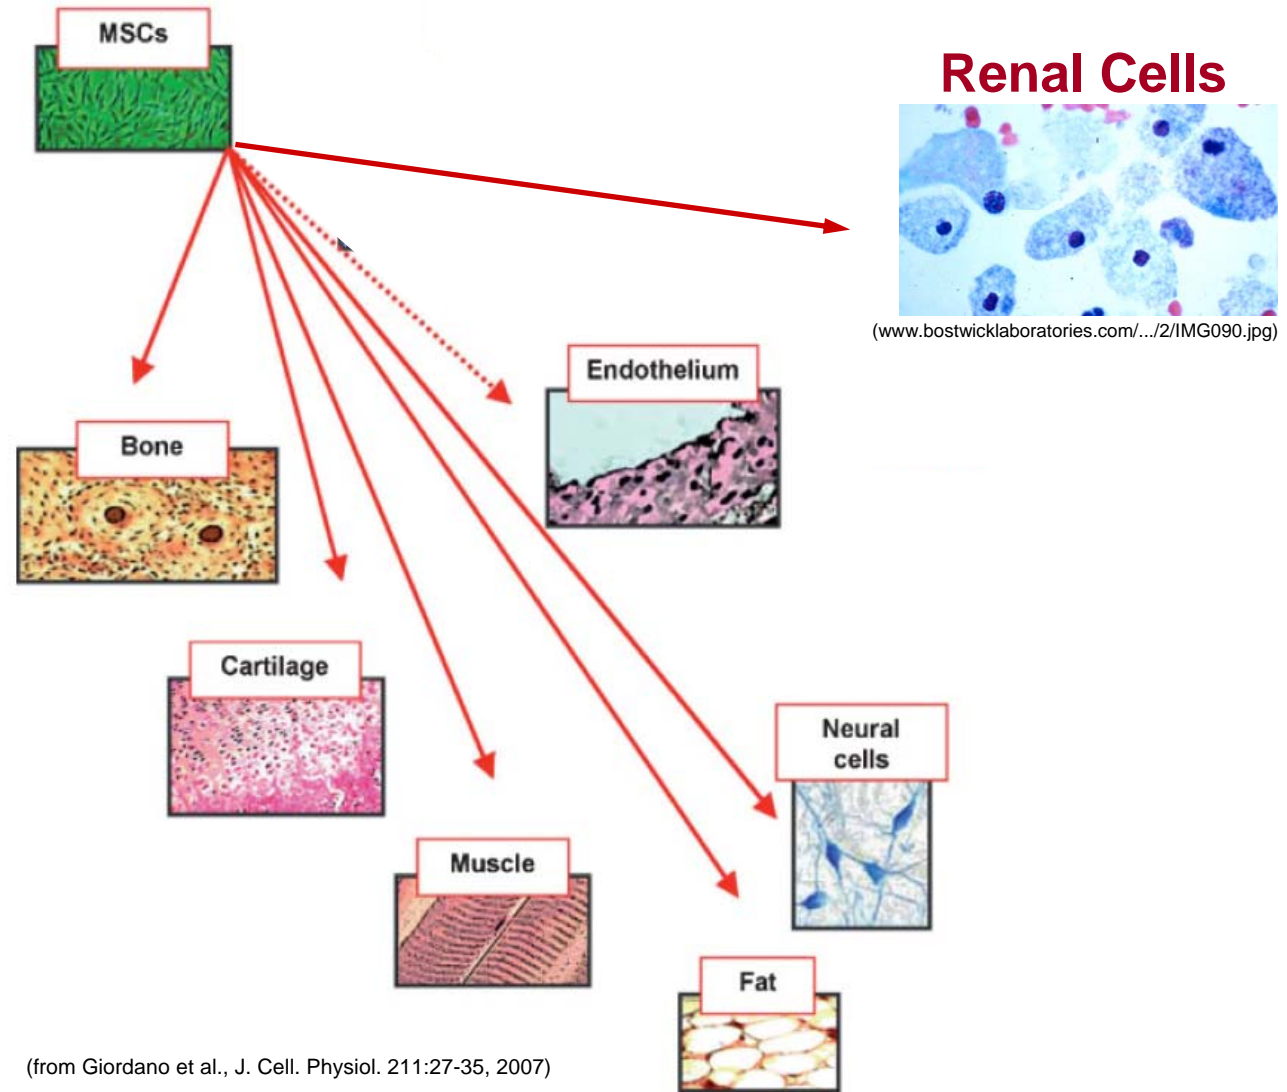 MSCs
Renal Cells
(www.bostwicklaboratories.com/.../2/IMG090.jpg)
Endothelium
Bone
Cartilage
Neural
cells
Muscle
Fat
(from Giordano et al., J. Cell. Physiol. 211:27-35, 2007)